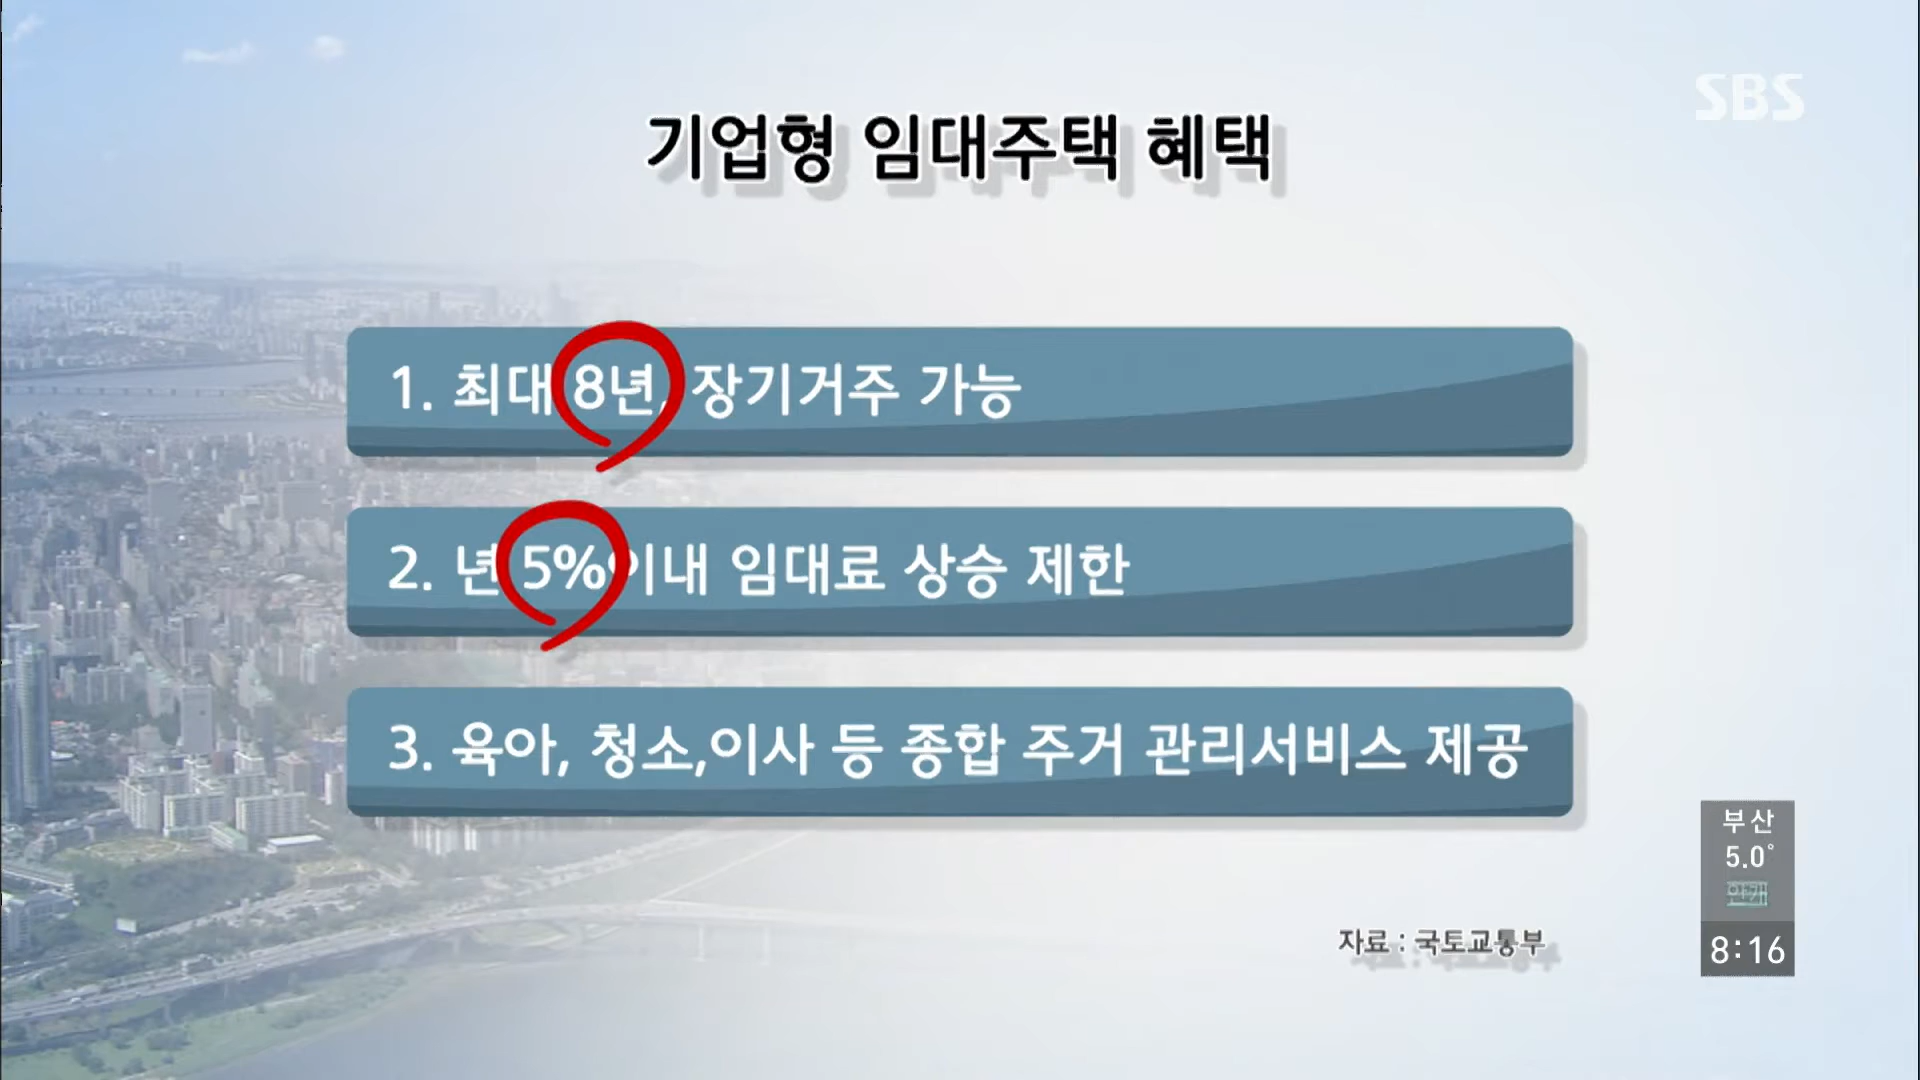 SBS
기업형 임대주택 혜택
1. 최대 8년, 장기거주 가능
2. 년 5%이내 임대료 상승 제한
3. 육아, 청소,이사 등 종합 주거 관리서비스 제공
자료 : 국토교통부
부산
5.0°
8:16